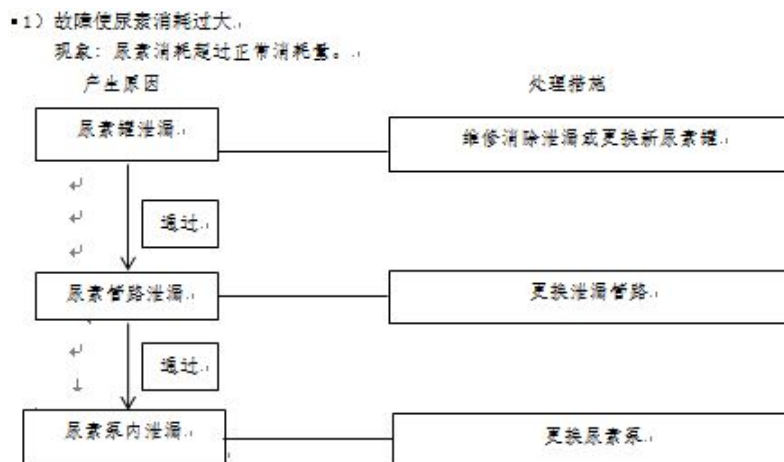 ▪1）故障使尿素消耗过大
现象：尿素消耗超过正常消耗量。
产生原因 处理措施
尿素罐泄漏 维修消除泄漏或更换新尿素罐
通过
尿素管路泄漏 更换泄漏管路
通过
尿素泵内泄漏 更换尿素泵